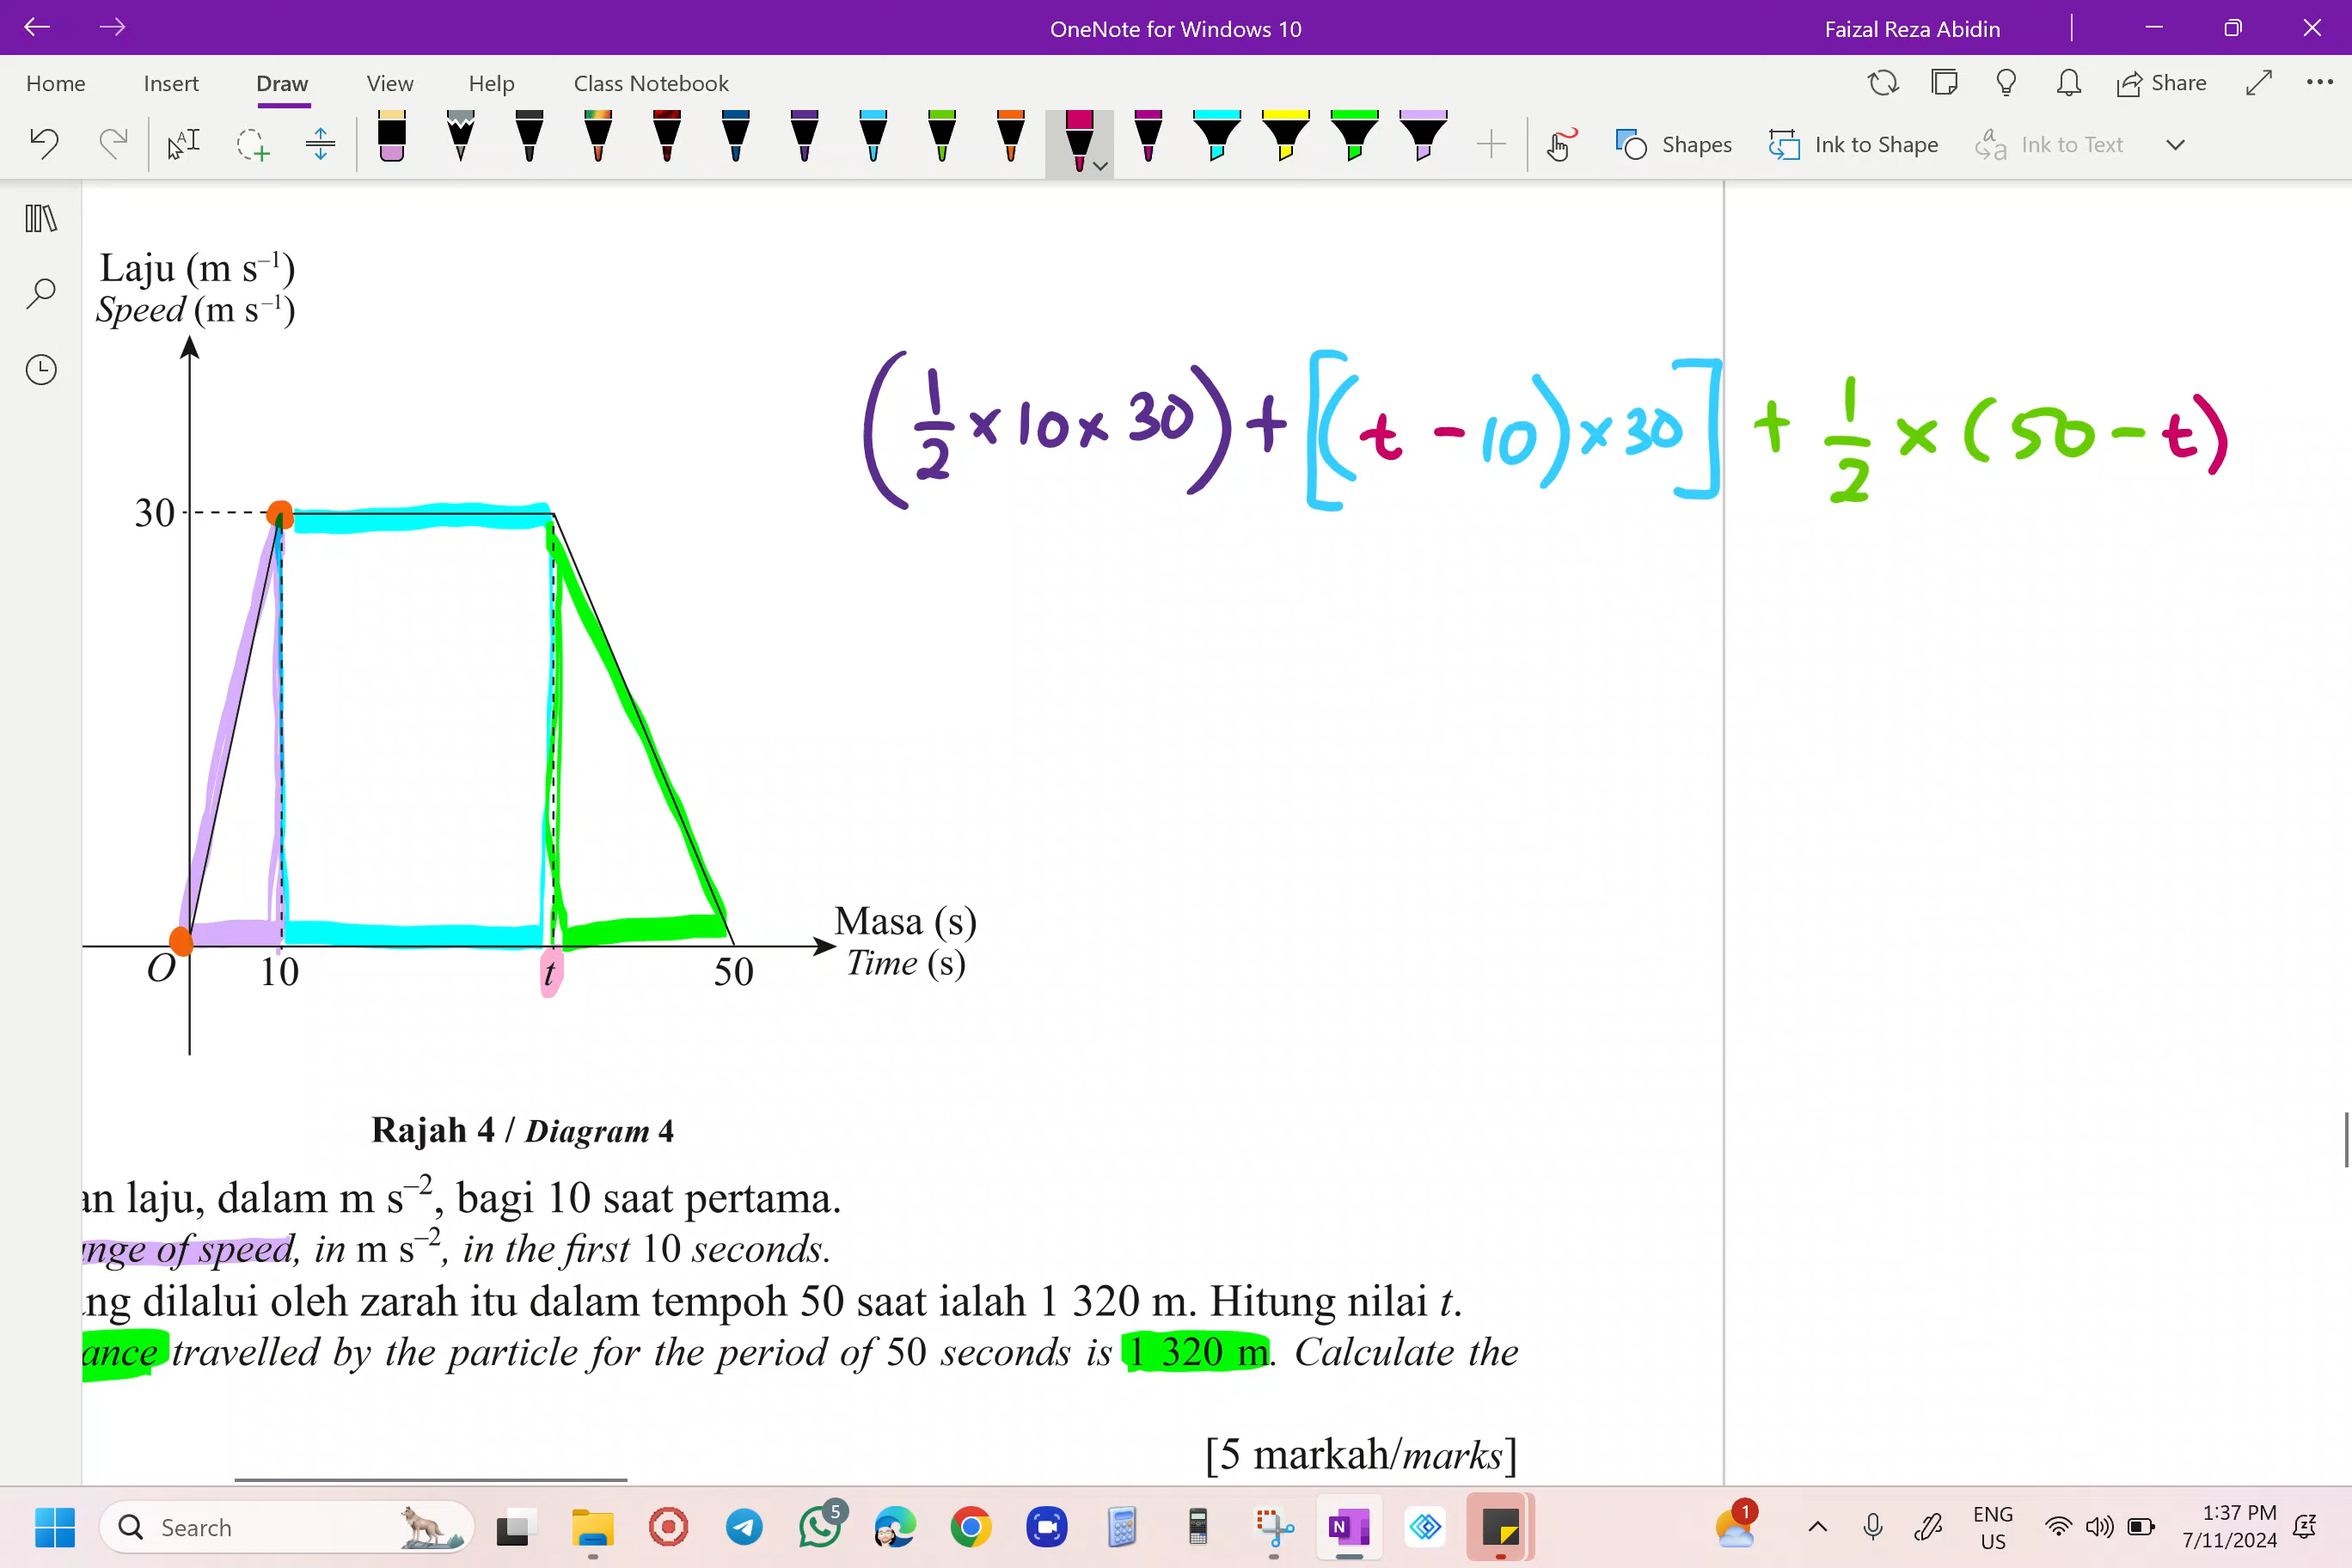 OneNote for Windows 10
Faizal Reza Abidin
Home Insert Draw View Help Class Notebook
Share
Shapes Ink to Shape Ink to Text
Laju (m s⁻¹)
Speed (m s⁻¹)
(1/2 × 10 × 30) + [(t − 10) × 30] + 1/2 × (50 − t)
30
Masa (s)
Time (s)
O 10 t 50
Rajah 4 / Diagram 4
an laju, dalam m s⁻², bagi 10 saat pertama.
nge of speed, in m s⁻², in the first 10 seconds.
ng dilalui oleh zarah itu dalam tempoh 50 saat ialah 1 320 m. Hitung nilai t.
ance travelled by the particle for the period of 50 seconds is 1 320 m. Calculate the
[5 markah/marks]
Search
5
N
1
ENG
US
1:37 PM
7/11/2024